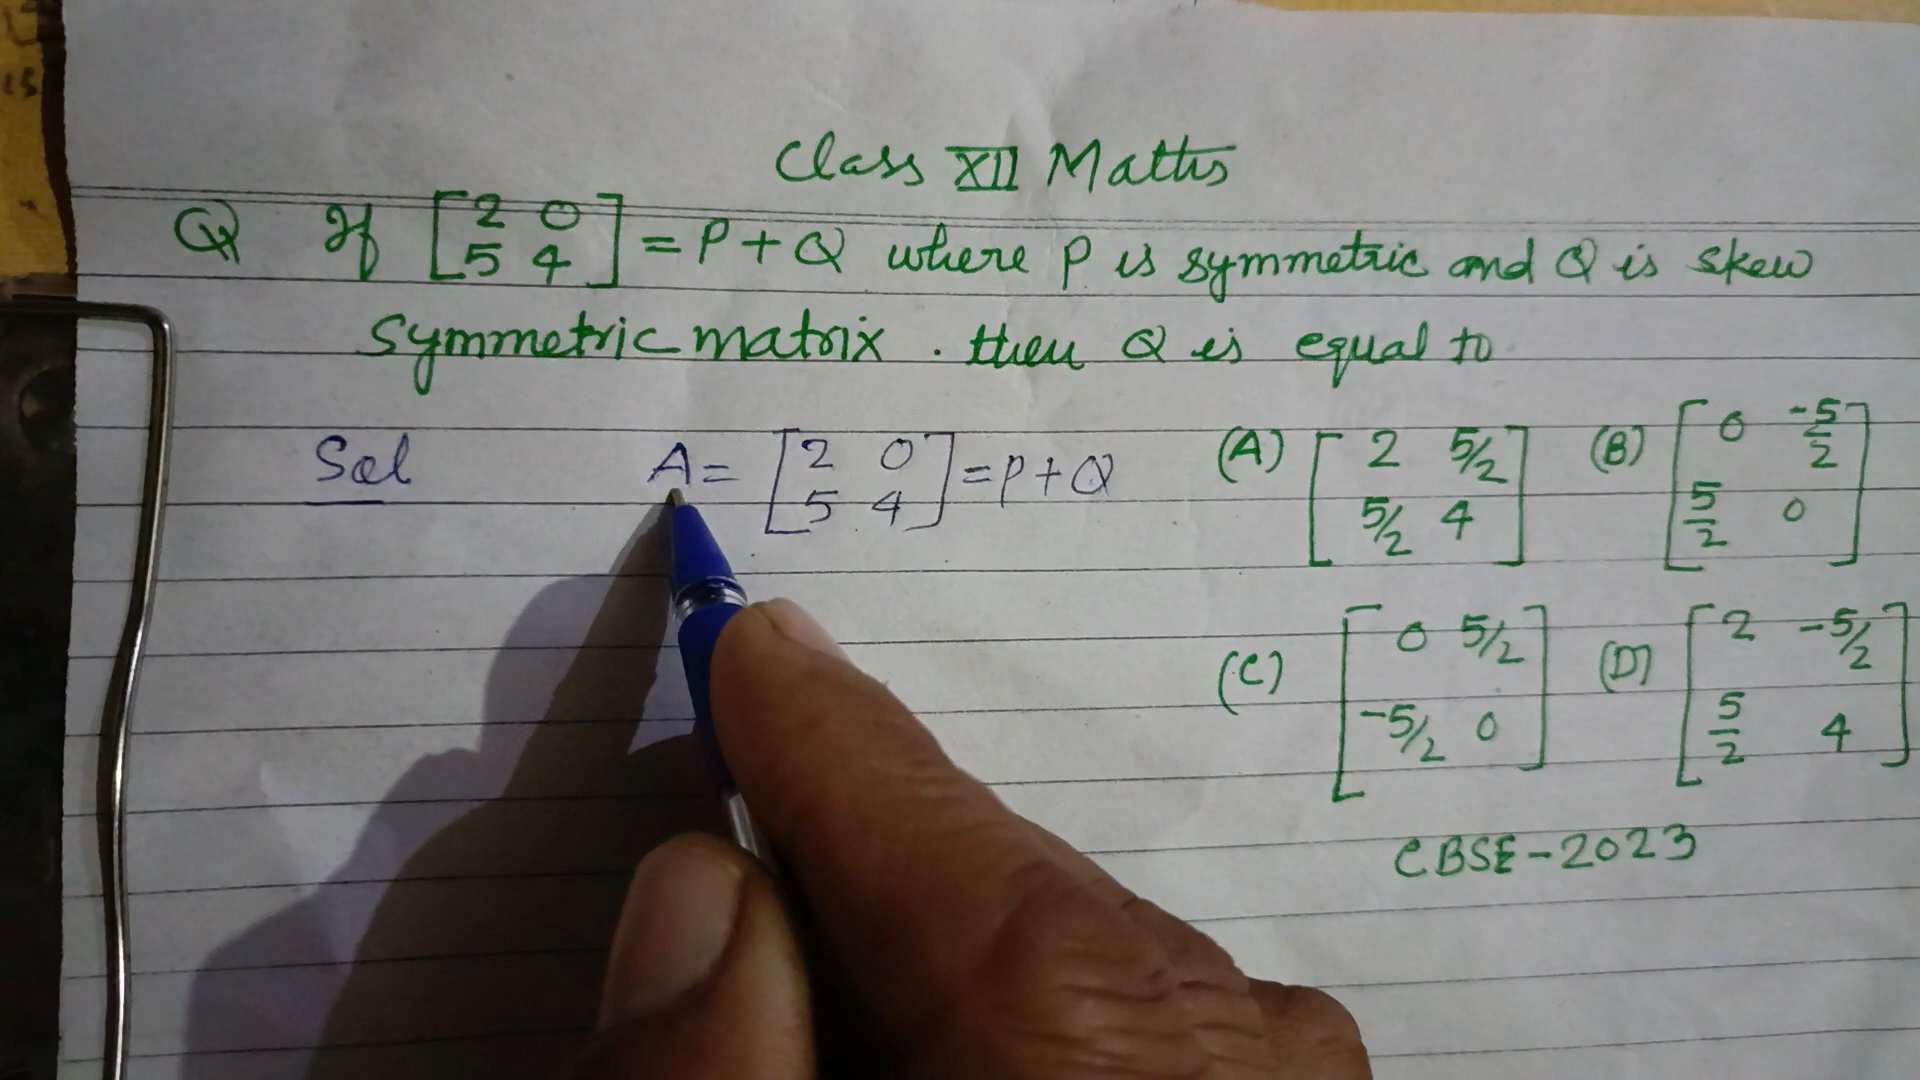 Class XII Maths
Q If [2 0
5 4] = P + Q where P is symmetric and Q is skew
symmetric matrix. then Q is equal to
Sol A = [2 0
5 4] = P + Q
(A) [2 5/2
5/2 4]
(B) [0 -5/2
5/2 0]
(C) [0 5/2
-5/2 0]
(D) [2 -5/2
5/2 4]
CBSE-2023